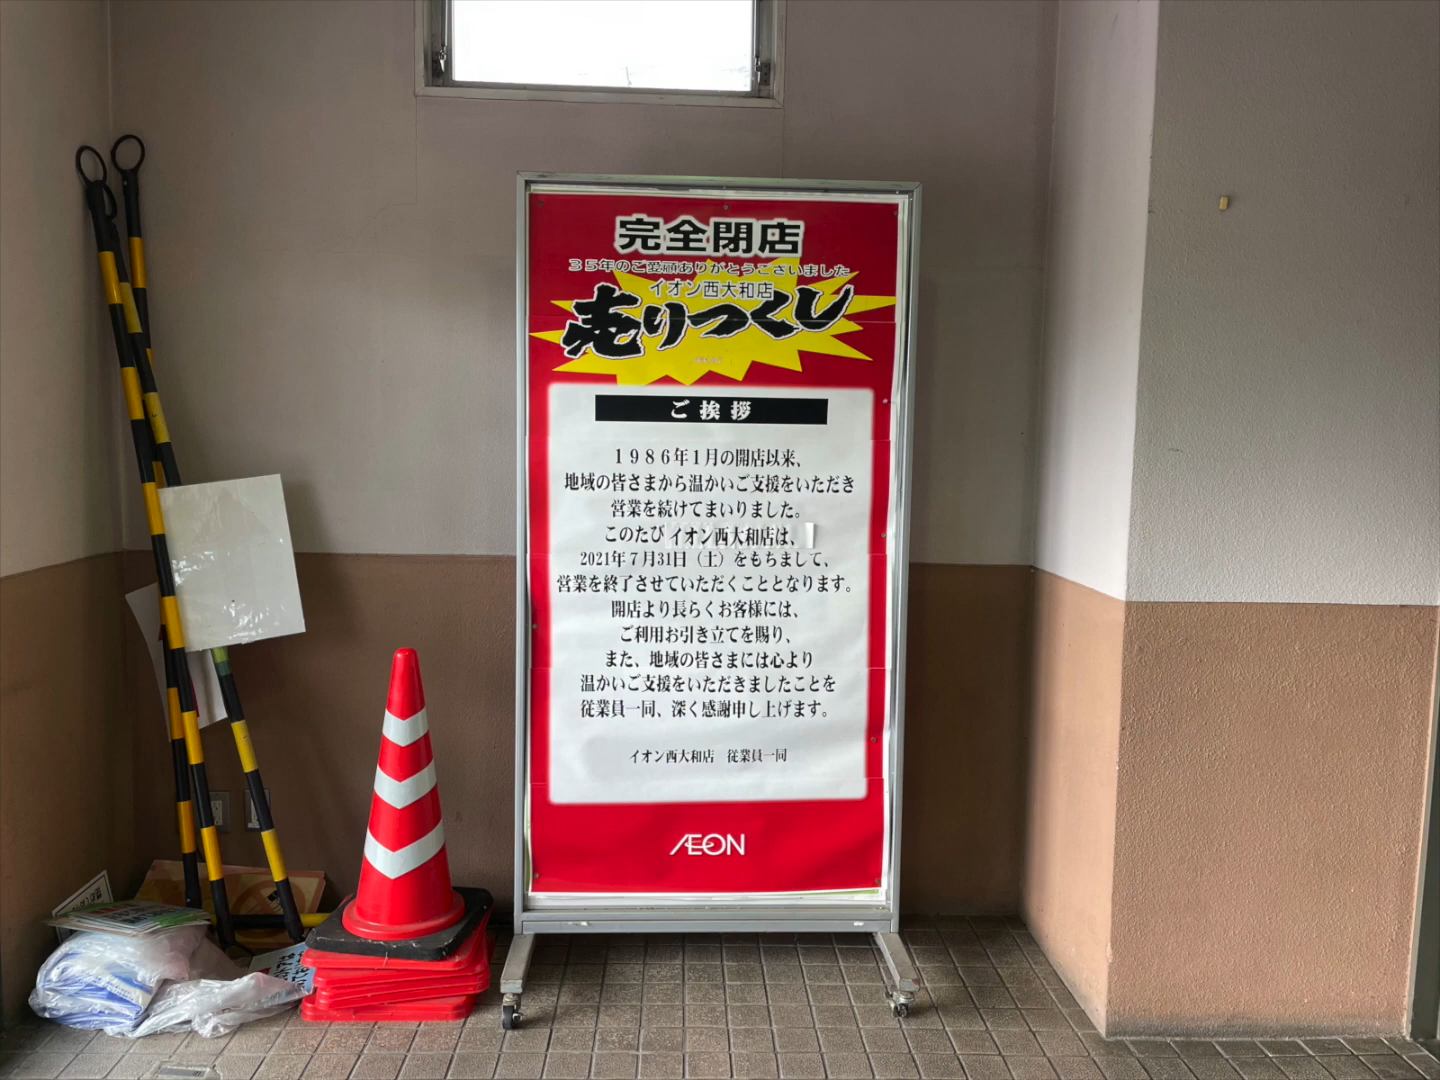 完全閉店
35年のご愛顧ありがとうございました
イオン西大和店
売りつくし
ご挨拶
1986年1月の開店以来、
地域の皆さまから温かいご支援をいただき
営業を続けてまいりました。
このたび イオン西大和店は、
2021年7月31日（土）をもちまして、
営業を終了させていただくこととなります。
開店より長らくお客様には、
ご利用お引き立てを賜り、
また、地域の皆さまには心より
温かいご支援をいただきましたことを
従業員一同、深く感謝申し上げます。
イオン西大和店 従業員一同
ÆON